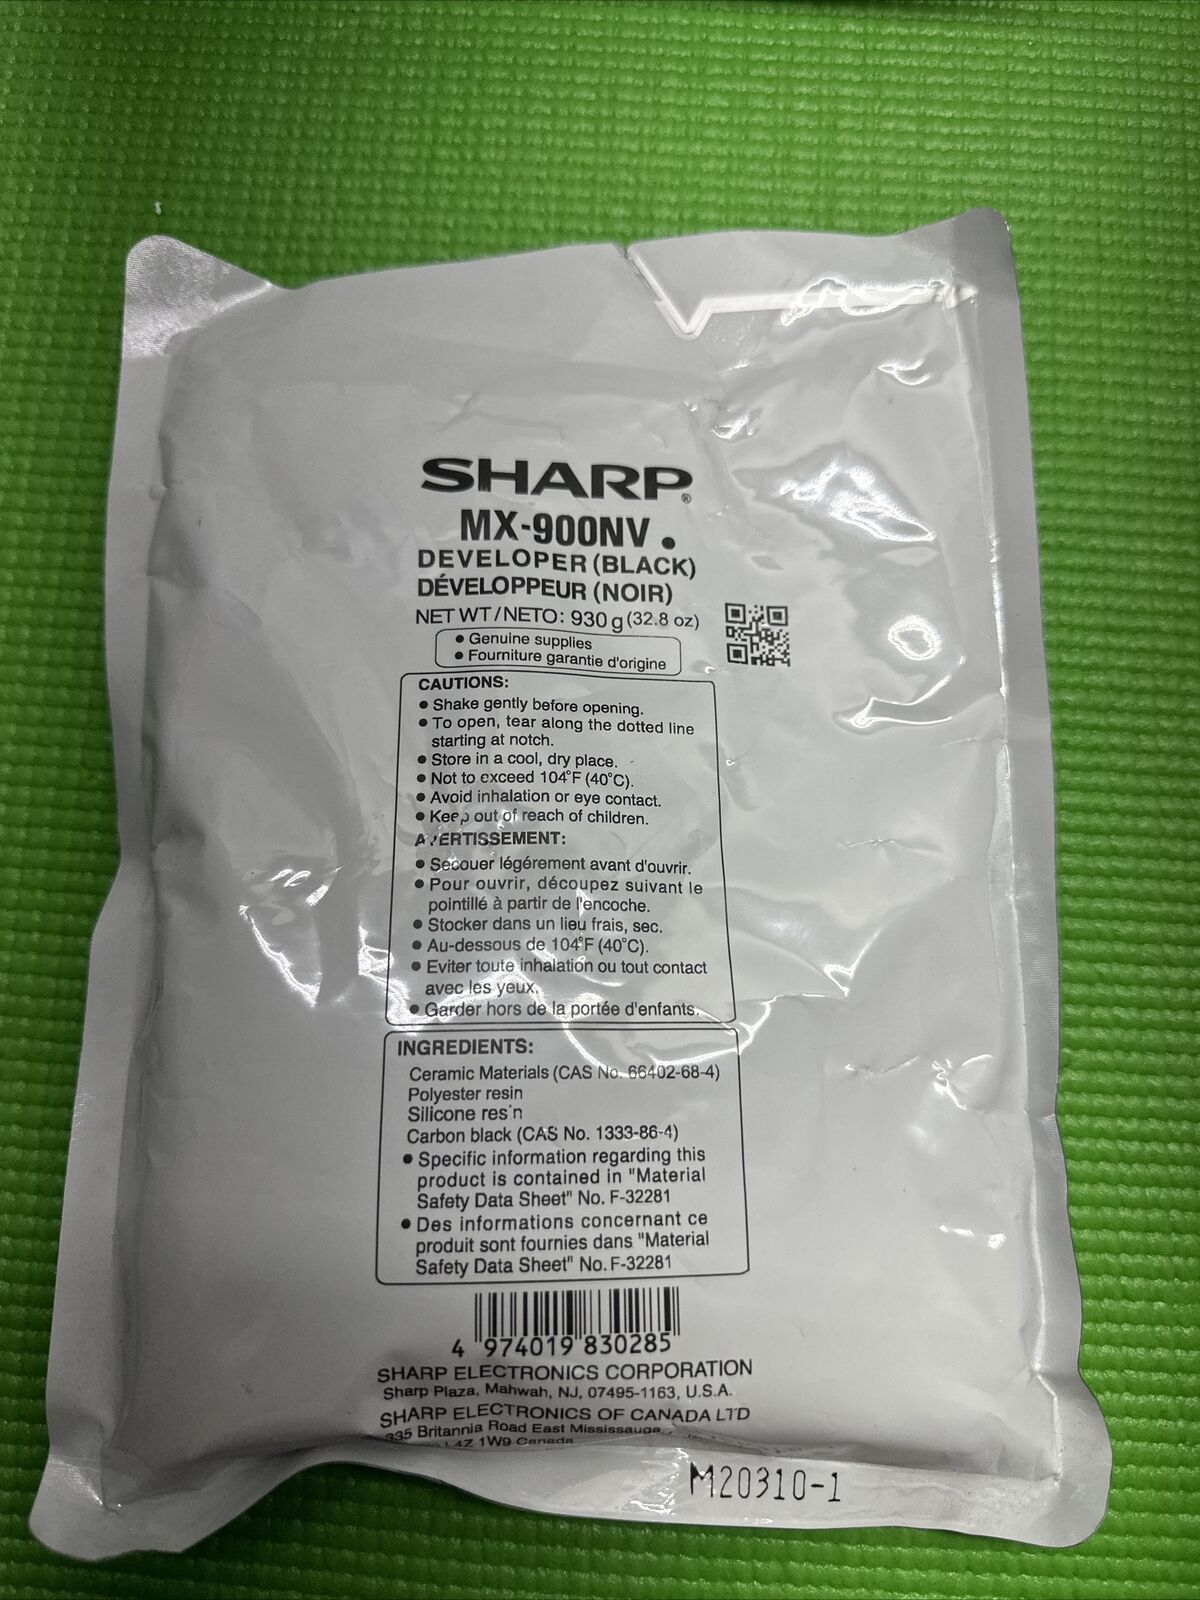 SHARP®
MX-900NV
DEVELOPER (BLACK)
DÉVELOPPEUR (NOIR)
NET WT/NETO: 930 g (32.8 oz)
• Genuine supplies
• Fourniture garantie d'origine
CAUTIONS:
• Shake gently before opening.
• To open, tear along the dotted line
starting at notch.
• Store in a cool, dry place.
• Not to exceed 104°F (40°C).
• Avoid inhalation or eye contact.
• Keep out of reach of children.
AVERTISSEMENT:
• Secouer légérement avant d'ouvrir.
• Pour ouvrir, découpez suivant le
pointillé à partir de l'encoche.
• Stocker dans un lieu frais, sec.
• Au-dessous de 104°F (40°C).
• Eviter toute inhalation ou tout contact
avec les yeux.
• Garder hors de la portée d'enfants.
INGREDIENTS:
Ceramic Materials (CAS No. 66402-68-4)
Polyester resin
Silicone resin
Carbon black (CAS No. 1333-86-4)
• Specific information regarding this
product is contained in "Material
Safety Data Sheet" No. F-32281
• Des informations concernant ce
produit sont fournies dans "Material
Safety Data Sheet" No. F-32281
4 974019 830285
SHARP ELECTRONICS CORPORATION
Sharp Plaza, Mahwah, NJ, 07495-1163, U.S.A.
SHARP ELECTRONICS OF CANADA LTD
335 Britannia Road East Mississauga,
L4Z 1W9 Canada
M20310-1